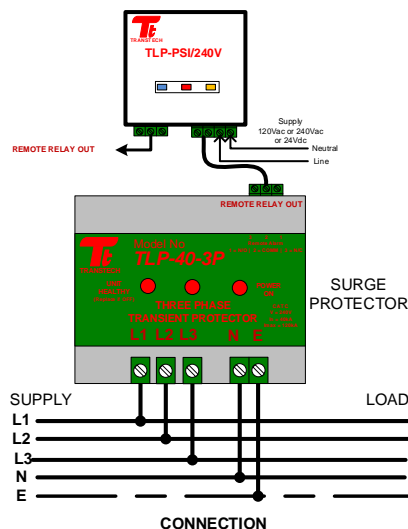 Tt
TRANSTECH
TLP-PSI/240V
Supply
120Vac or 240Vac
or 24Vdc
Neutral
Line
REMOTE RELAY OUT
REMOTE RELAY OUT
Tt
TRANSTECH
Model No.
TLP-40-3P
THREE PHASE
TRANSIENT PROTECTOR
L1 L2 L3 N E
SURGE
PROTECTOR
SUPPLY
LOAD
L1
L2
L3
N
E
CONNECTION